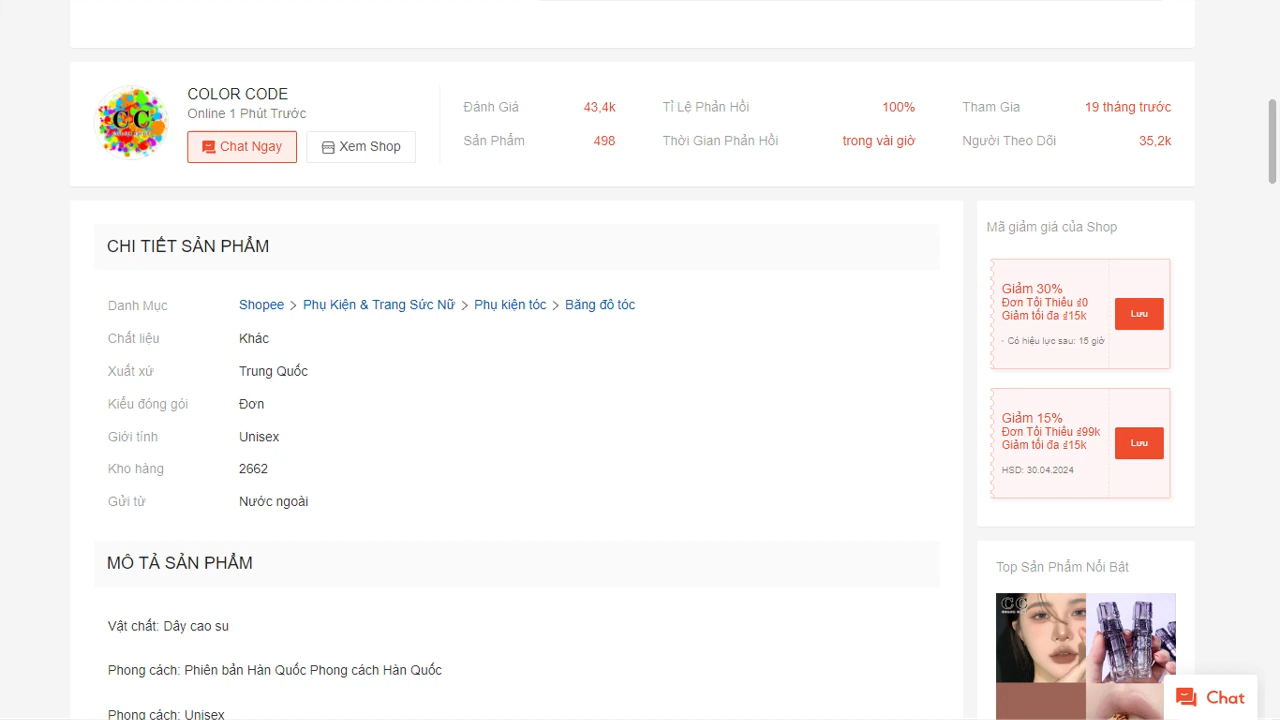 COLOR CODE
Online 1 Phút Trước
Chat Ngay
Xem Shop
Đánh Giá 43,4k
Tỉ Lệ Phản Hồi 100%
Tham Gia 19 tháng trước
Sản Phẩm 498
Thời Gian Phản Hồi trong vài giờ
Người Theo Dõi 35,2k
CC
CHI TIẾT SẢN PHẨM
Danh Mục Shopee > Phụ Kiện & Trang Sức Nữ > Phụ kiện tóc > Băng đô tóc
Chất liệu Khác
Xuất xứ Trung Quốc
Kiểu đóng gói Đơn
Giới tính Unisex
Kho hàng 2662
Gửi từ Nước ngoài
MÔ TẢ SẢN PHẨM
Vật chất: Dây cao su
Phong cách: Phiên bản Hàn Quốc Phong cách Hàn Quốc
Phong cách: Unisex
Mã giảm giá của Shop
Giảm 30%
Đơn Tối Thiểu ₫0
Giảm tối đa ₫15k
· Có hiệu lực sau: 15 giờ
Lưu
Giảm 15%
Đơn Tối Thiểu ₫99k
Giảm tối đa ₫15k
HSD: 30.04.2024
Lưu
Top Sản Phẩm Nổi Bật
CC
Chat